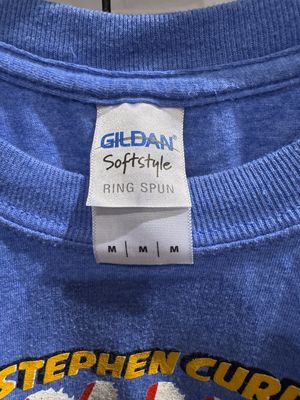 GILDAN®
Softstyle
RING SPUN
M | M | M
STEPHEN CURR